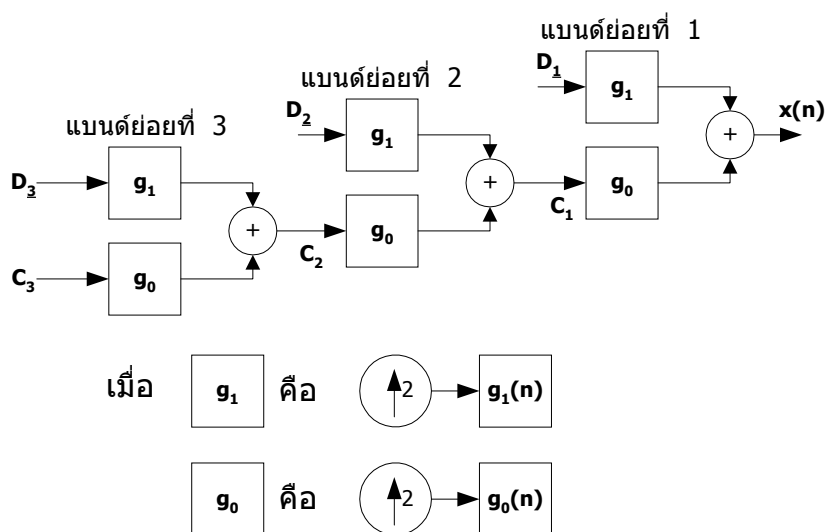 แบนด์ย่อยที่ 1
D1
g1
x(n)
+
แบนด์ย่อยที่ 2
D2
g1
+
C1
g0
แบนด์ย่อยที่ 3
D3
g1
+
C2
g0
C3
g0
เมื่อ g1 คือ 2 g1(n)
g0 คือ 2 g0(n)